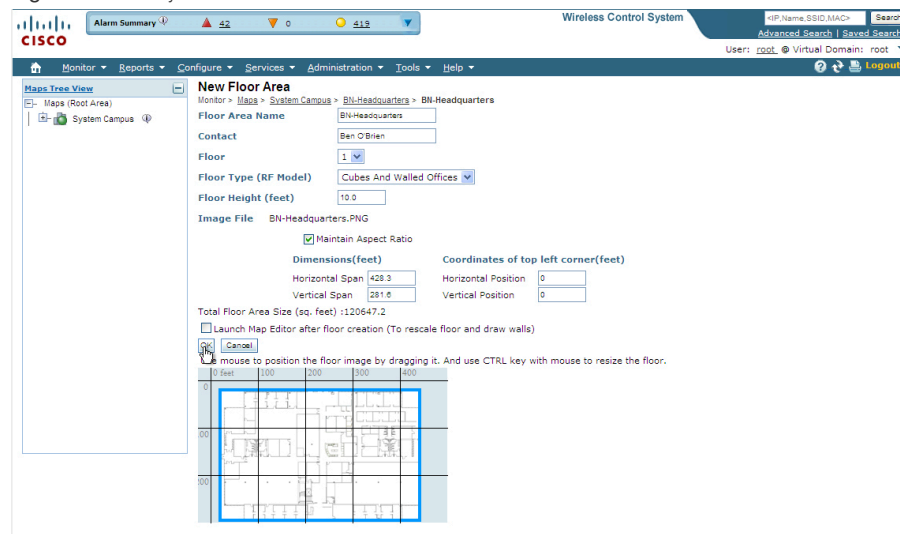 Alarm Summary 42 0 419
Wireless Control System
<IP,Name,SSID,MAC> Search
Advanced Search | Saved Search
CISCO
User: root @ Virtual Domain: root
Monitor Reports Configure Services Administration Tools Help Logout
Maps Tree View
Maps (Root Area)
System Campus
New Floor Area
Monitor > Maps > System Campus > BN-Headquarters > BN-Headquarters
Floor Area Name BN-Headquarters
Contact Ben O'Brien
Floor 1
Floor Type (RF Model) Cubes And Walled Offices
Floor Height (feet) 10.0
Image File BN-Headquarters.PNG
Maintain Aspect Ratio
Dimensions(feet) Coordinates of top left corner(feet)
Horizontal Span 428.3 Horizontal Position 0
Vertical Span 281.6 Vertical Position 0
Total Floor Area Size (sq. feet) :120647.2
Launch Map Editor after floor creation (To rescale floor and draw walls)
OK Cancel
mouse to position the floor image by dragging it. And use CTRL key with mouse to resize the floor.
0 feet 100 200 300 400
0